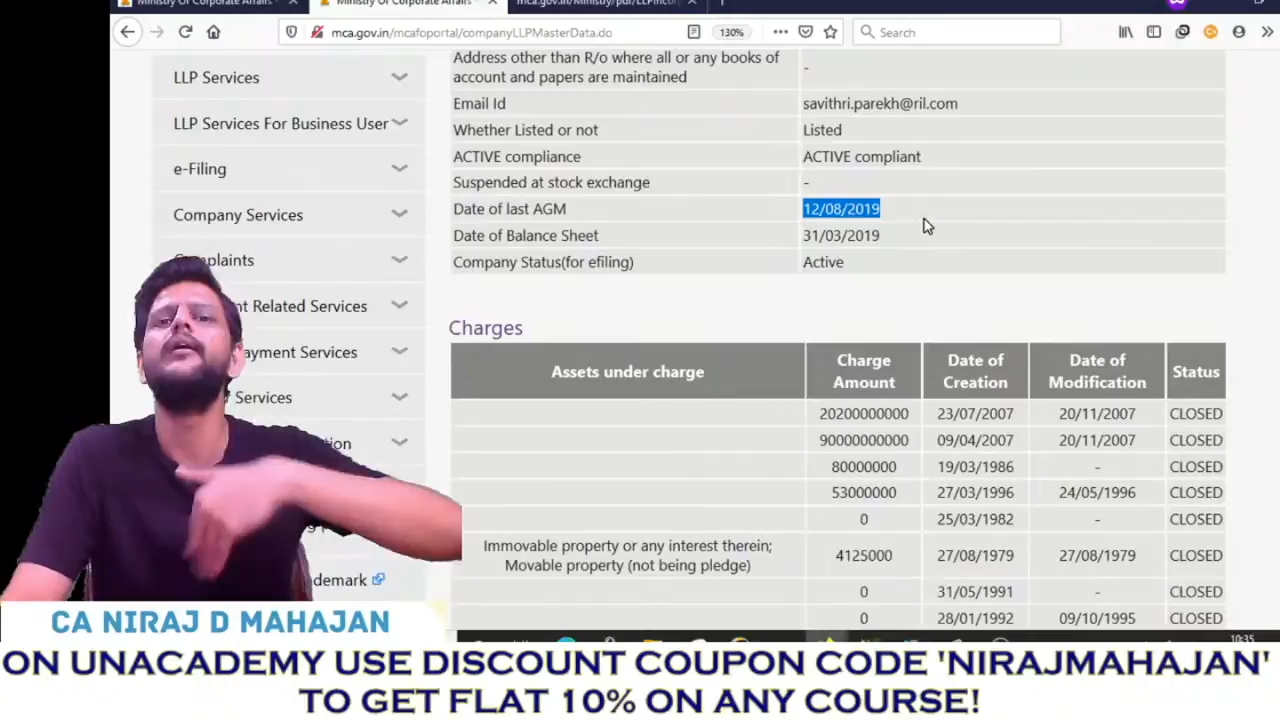 Ministry Of Corporate Affairs
Ministry Of Corporate Affairs
mca.gov.in/Ministry/pdf/LLPInc
mca.gov.in/mcafoportal/companyLLPMasterData.do
130%
Search
LLP Services
LLP Services For Business User
e-Filing
Company Services
Complaints
nt Related Services
ayment Services
Services
tion
demark
Address other than R/o where all or any books of
account and papers are maintained
-
Email Id
savithri.parekh@ril.com
Whether Listed or not
Listed
ACTIVE compliance
ACTIVE compliant
Suspended at stock exchange
-
Date of last AGM
12/08/2019
Date of Balance Sheet
31/03/2019
Company Status(for efiling)
Active
Charges
Assets under charge
Charge
Amount
Date of
Creation
Date of
Modification
Status
20200000000 23/07/2007 20/11/2007 CLOSED
90000000000 09/04/2007 20/11/2007 CLOSED
80000000 19/03/1986 - CLOSED
53000000 27/03/1996 24/05/1996 CLOSED
0 25/03/1982 - CLOSED
Immovable property or any interest therein;
Movable property (not being pledge)
4125000 27/08/1979 27/08/1979 CLOSED
0 31/05/1991 - CLOSED
0 28/01/1992 09/10/1995 CLOSED
10:35
CA NIRAJ D MAHAJAN
ON UNACADEMY USE DISCOUNT COUPON CODE 'NIRAJMAHAJAN'
TO GET FLAT 10% ON ANY COURSE!